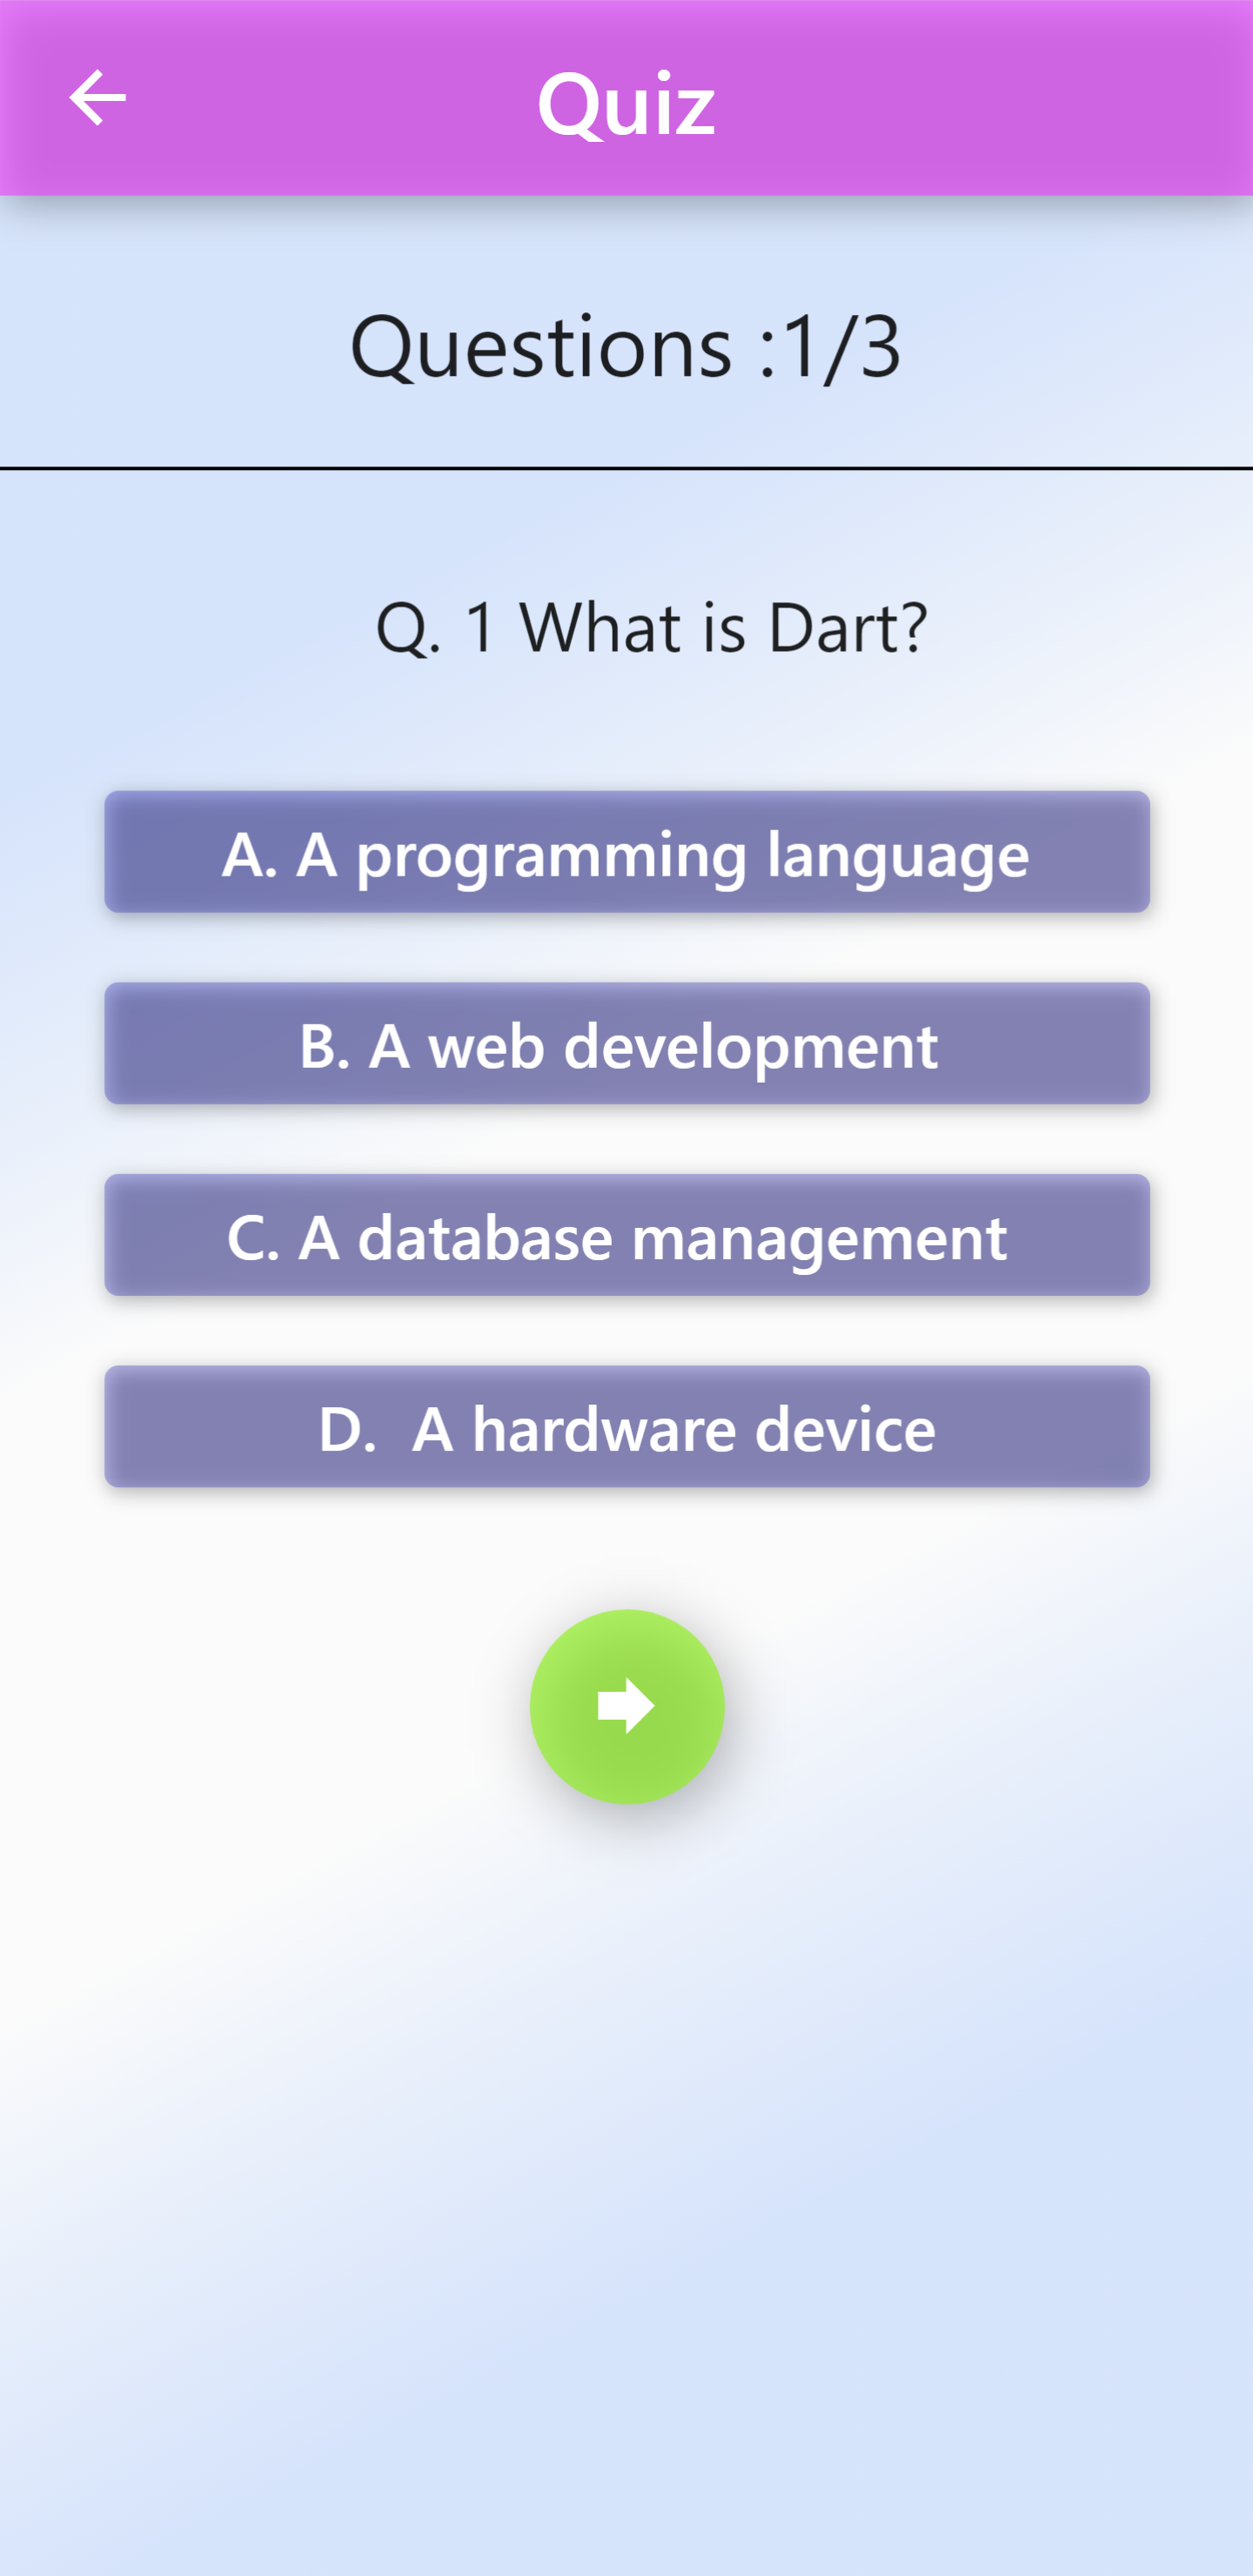 Quiz
Questions :1/3
Q. 1 What is Dart?
A. A programming language
B. A web development
C. A database management
D.  A hardware device